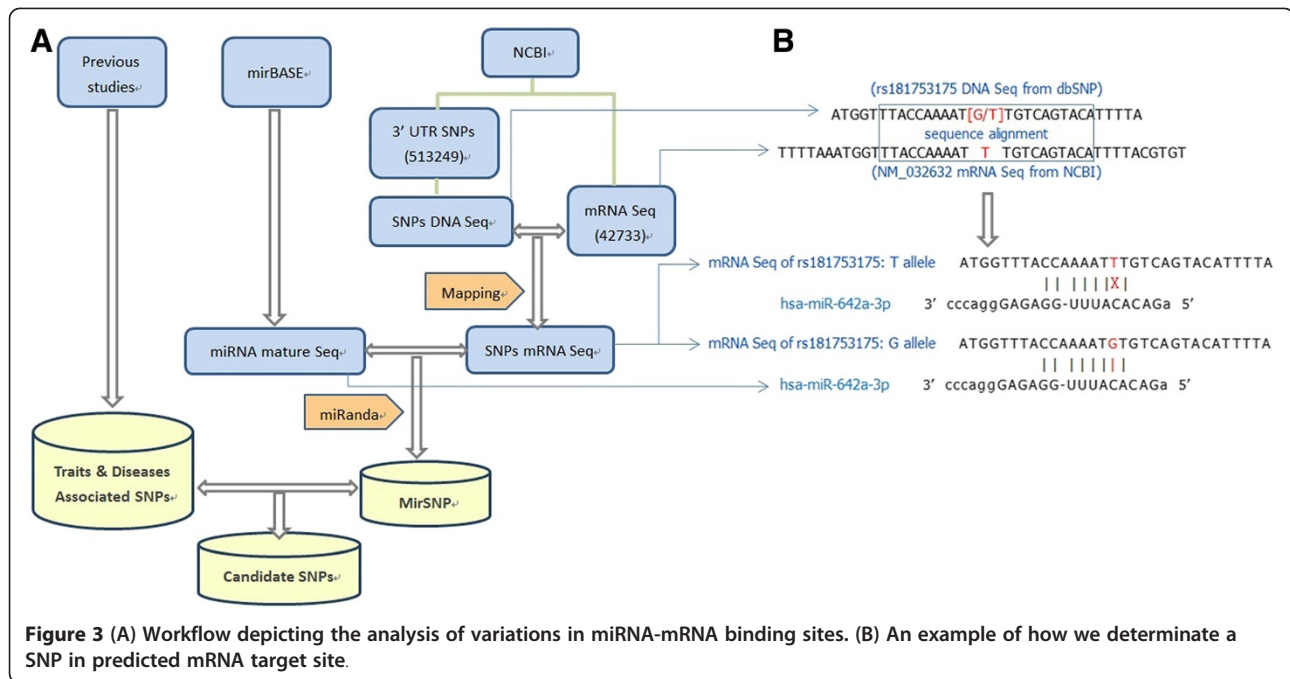 A
B
Previous
studies
mirBASE
NCBI
3' UTR SNPs
(513249)
SNPs DNA Seq
mRNA Seq
(42733)
Mapping
miRNA mature Seq
SNPs mRNA Seq
miRanda
Traits & Diseases
Associated SNPs
MirSNP
Candidate SNPs
(rs181753175 DNA Seq from dbSNP)
ATGGTTTACCAAAAT[G/T]TGTCAGTACATTTTA
sequence alignment
TTTTAAATGGTTTACCAAAAT T TGTCAGTACATTTTACGTGT
(NM_032632 mRNA Seq from NCBI)
mRNA Seq of rs181753175: T allele ATGGTTTACCAAAATTTGTCAGTACATTTTA
|| |||||X|
hsa-miR-642a-3p 3' cccaggGAGAGG-UUUACACAGa 5'
mRNA Seq of rs181753175: G allele ATGGTTTACCAAAATGTGTCAGTACATTTTA
|| |||||||
hsa-miR-642a-3p 3' cccaggGAGAGG-UUUACACAGa 5'
Figure 3 (A) Workflow depicting the analysis of variations in miRNA-mRNA binding sites. (B) An example of how we determinate a
SNP in predicted mRNA target site.